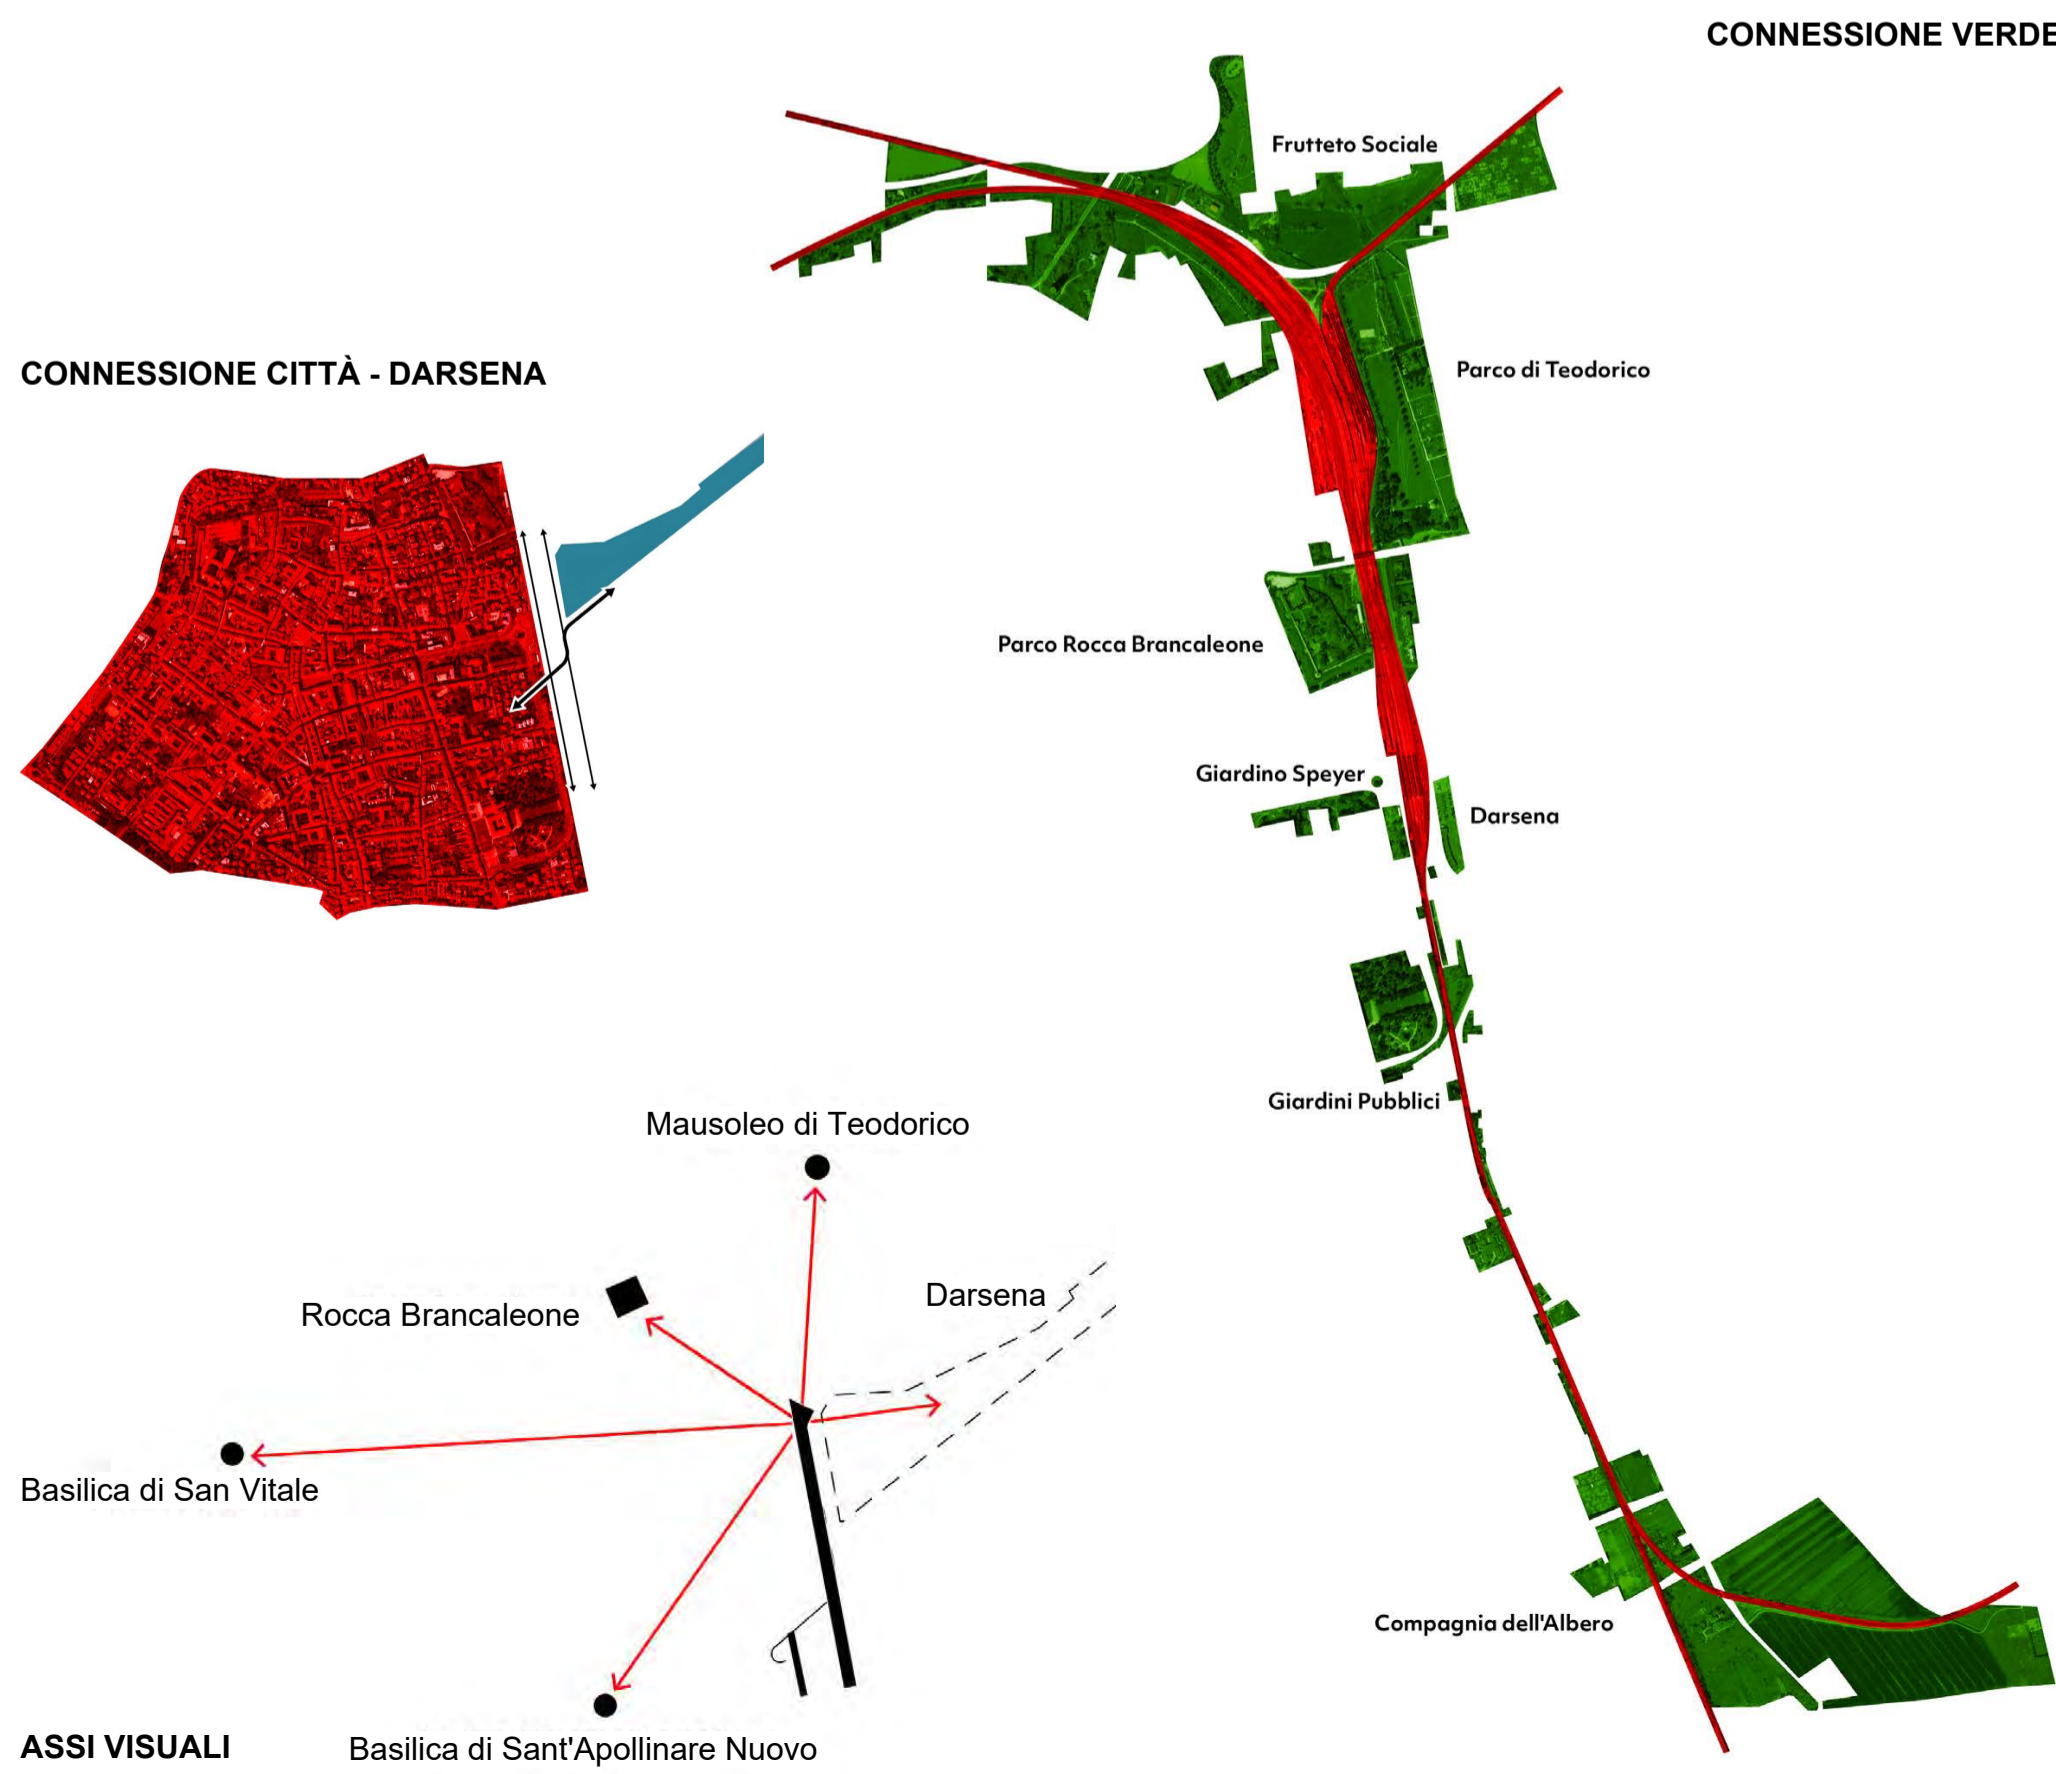 CONNESSIONE VERDE
Frutteto Sociale
CONNESSIONE CITTÀ - DARSENA
Parco di Teodorico
Parco Rocca Brancaleone
Giardino Speyer
Darsena
Giardini Pubblici
Mausoleo di Teodorico
Rocca Brancaleone
Darsena
Basilica di San Vitale
Compagnia dell'Albero
ASSI VISUALI
Basilica di Sant'Apollinare Nuovo